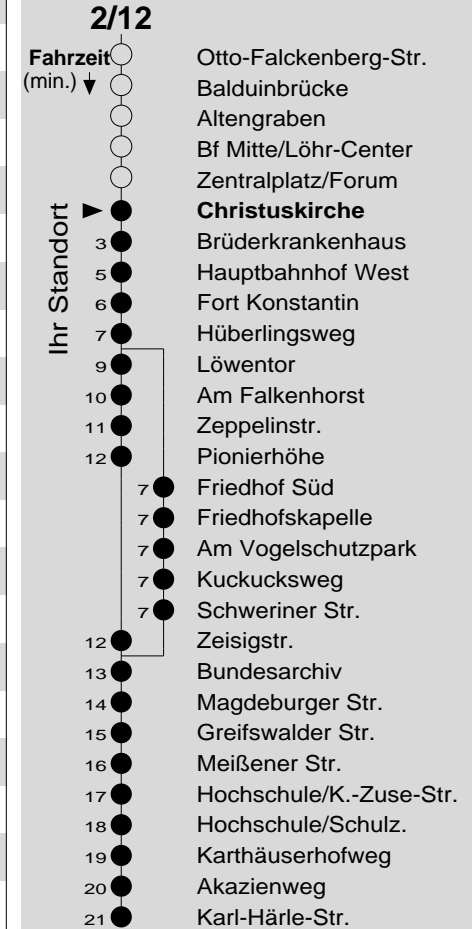 2/12
Fahrzeit Otto-Falckenberg-Str.
(min.) Balduinbrücke
Altengraben
Bf Mitte/Löhr-Center
Zentralplatz/Forum
Ihr Standort
Christuskirche
3 Brüderkrankenhaus
5 Hauptbahnhof West
6 Fort Konstantin
7 Hüberlingsweg
9 Löwentor
10 Am Falkenhorst
11 Zeppelinstr.
12 Pionierhöhe
7 Friedhof Süd
7 Friedhofskapelle
7 Am Vogelschutzpark
7 Kuckucksweg
7 Schweriner Str.
12 Zeisigstr.
13 Bundesarchiv
14 Magdeburger Str.
15 Greifswalder Str.
16 Meißener Str.
17 Hochschule/K.-Zuse-Str.
18 Hochschule/Schulz.
19 Karthäuserhofweg
20 Akazienweg
21 Karl-Härle-Str.